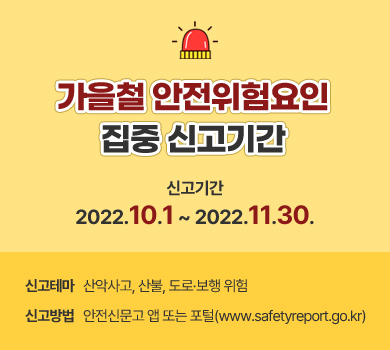 가을철 안전위험요인
집중 신고기간
신고기간
2022.10.1 ~ 2022.11.30.
신고테마 산악사고, 산불, 도로·보행 위험
신고방법 안전신문고 앱 또는 포털(www.safetyreport.go.kr)